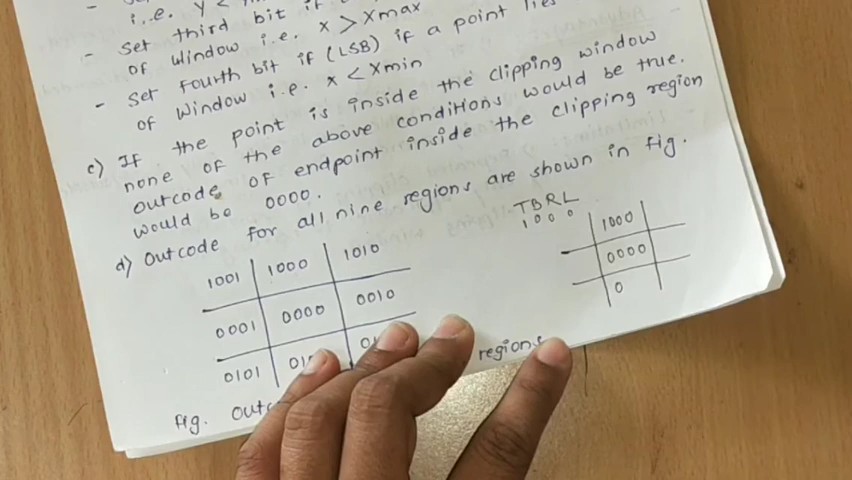 i.e. y <
- Set third bit if
of window i.e. x > xmax
- Set Fourth bit if (LSB) if a point lies
of window i.e. x < xmin
c) If the point is inside the clipping window
none of the above conditions would be true.
outcode of endpoint inside the clipping region
would be 0000.
d) Outcode for all nine regions are shown in fig.
TBRL
1000
1001 1000 1010
0001 0000 0010
0101
1000
0000
0
Fig. regions